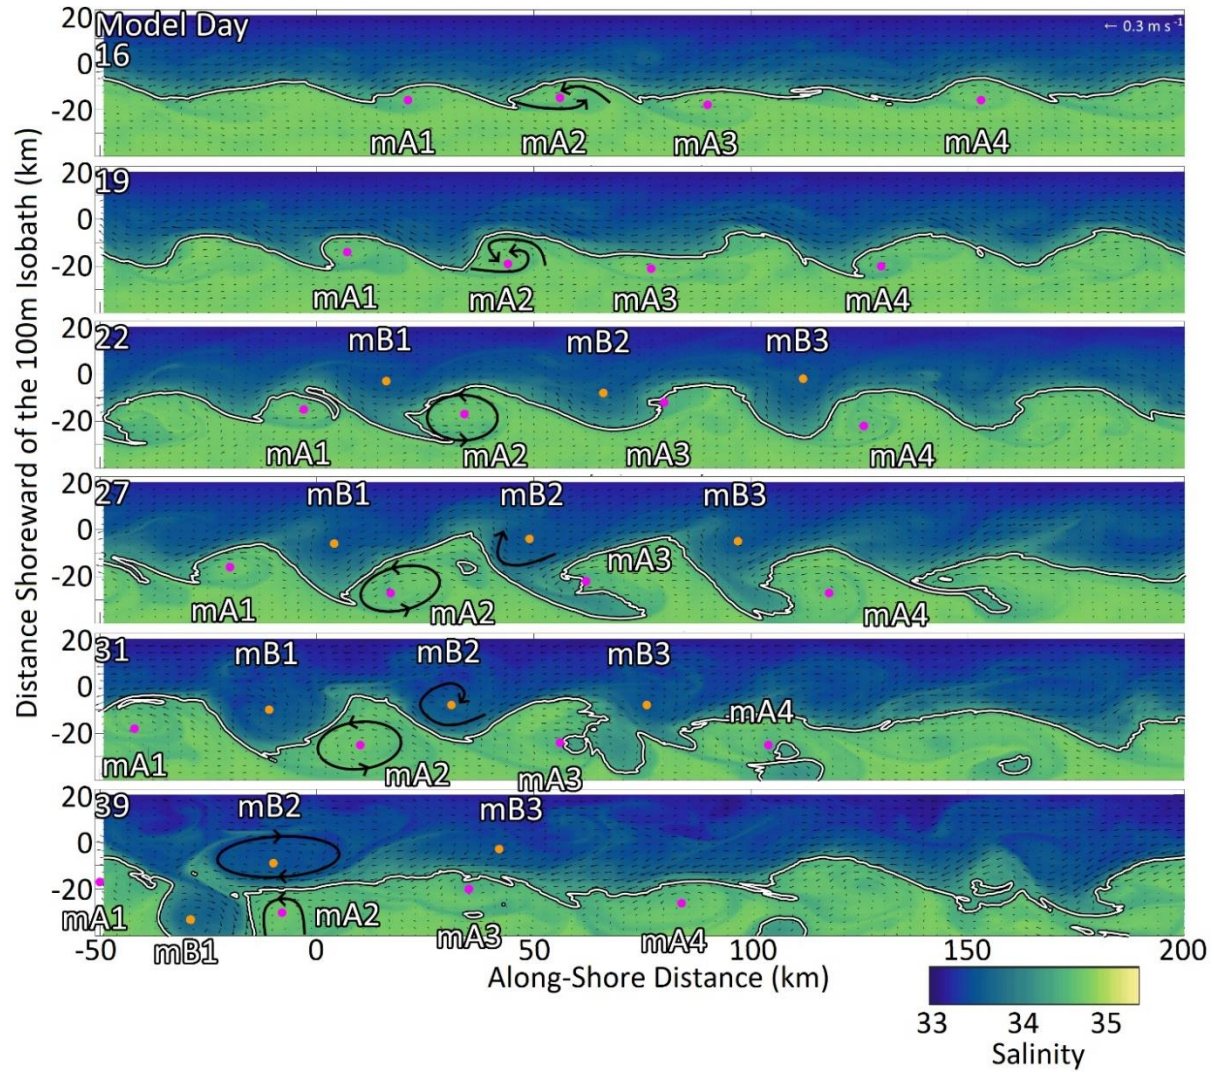 Distance Shoreward of the 100m Isobath (km)
Model Day
16
20
0
-20
← 0.3 m s⁻¹
mA1 mA2 mA3 mA4
19
20
0
-20
mA1 mA2 mA3 mA4
22
20
0
-20
mB1 mB2 mB3
mA1 mA2 mA3 mA4
27
20
0
-20
mB1 mB2 mB3
mA3
mA1 mA2 mA4
31
20
0
-20
mB1 mB2 mB3
mA4
mA1 mA2 mA3
39
20
0
-20
mB2 mB3
mA1 mA2 mA3 mA4
mB1
-50 0 50 100 150 200
Along-Shore Distance (km)
33 34 35
Salinity